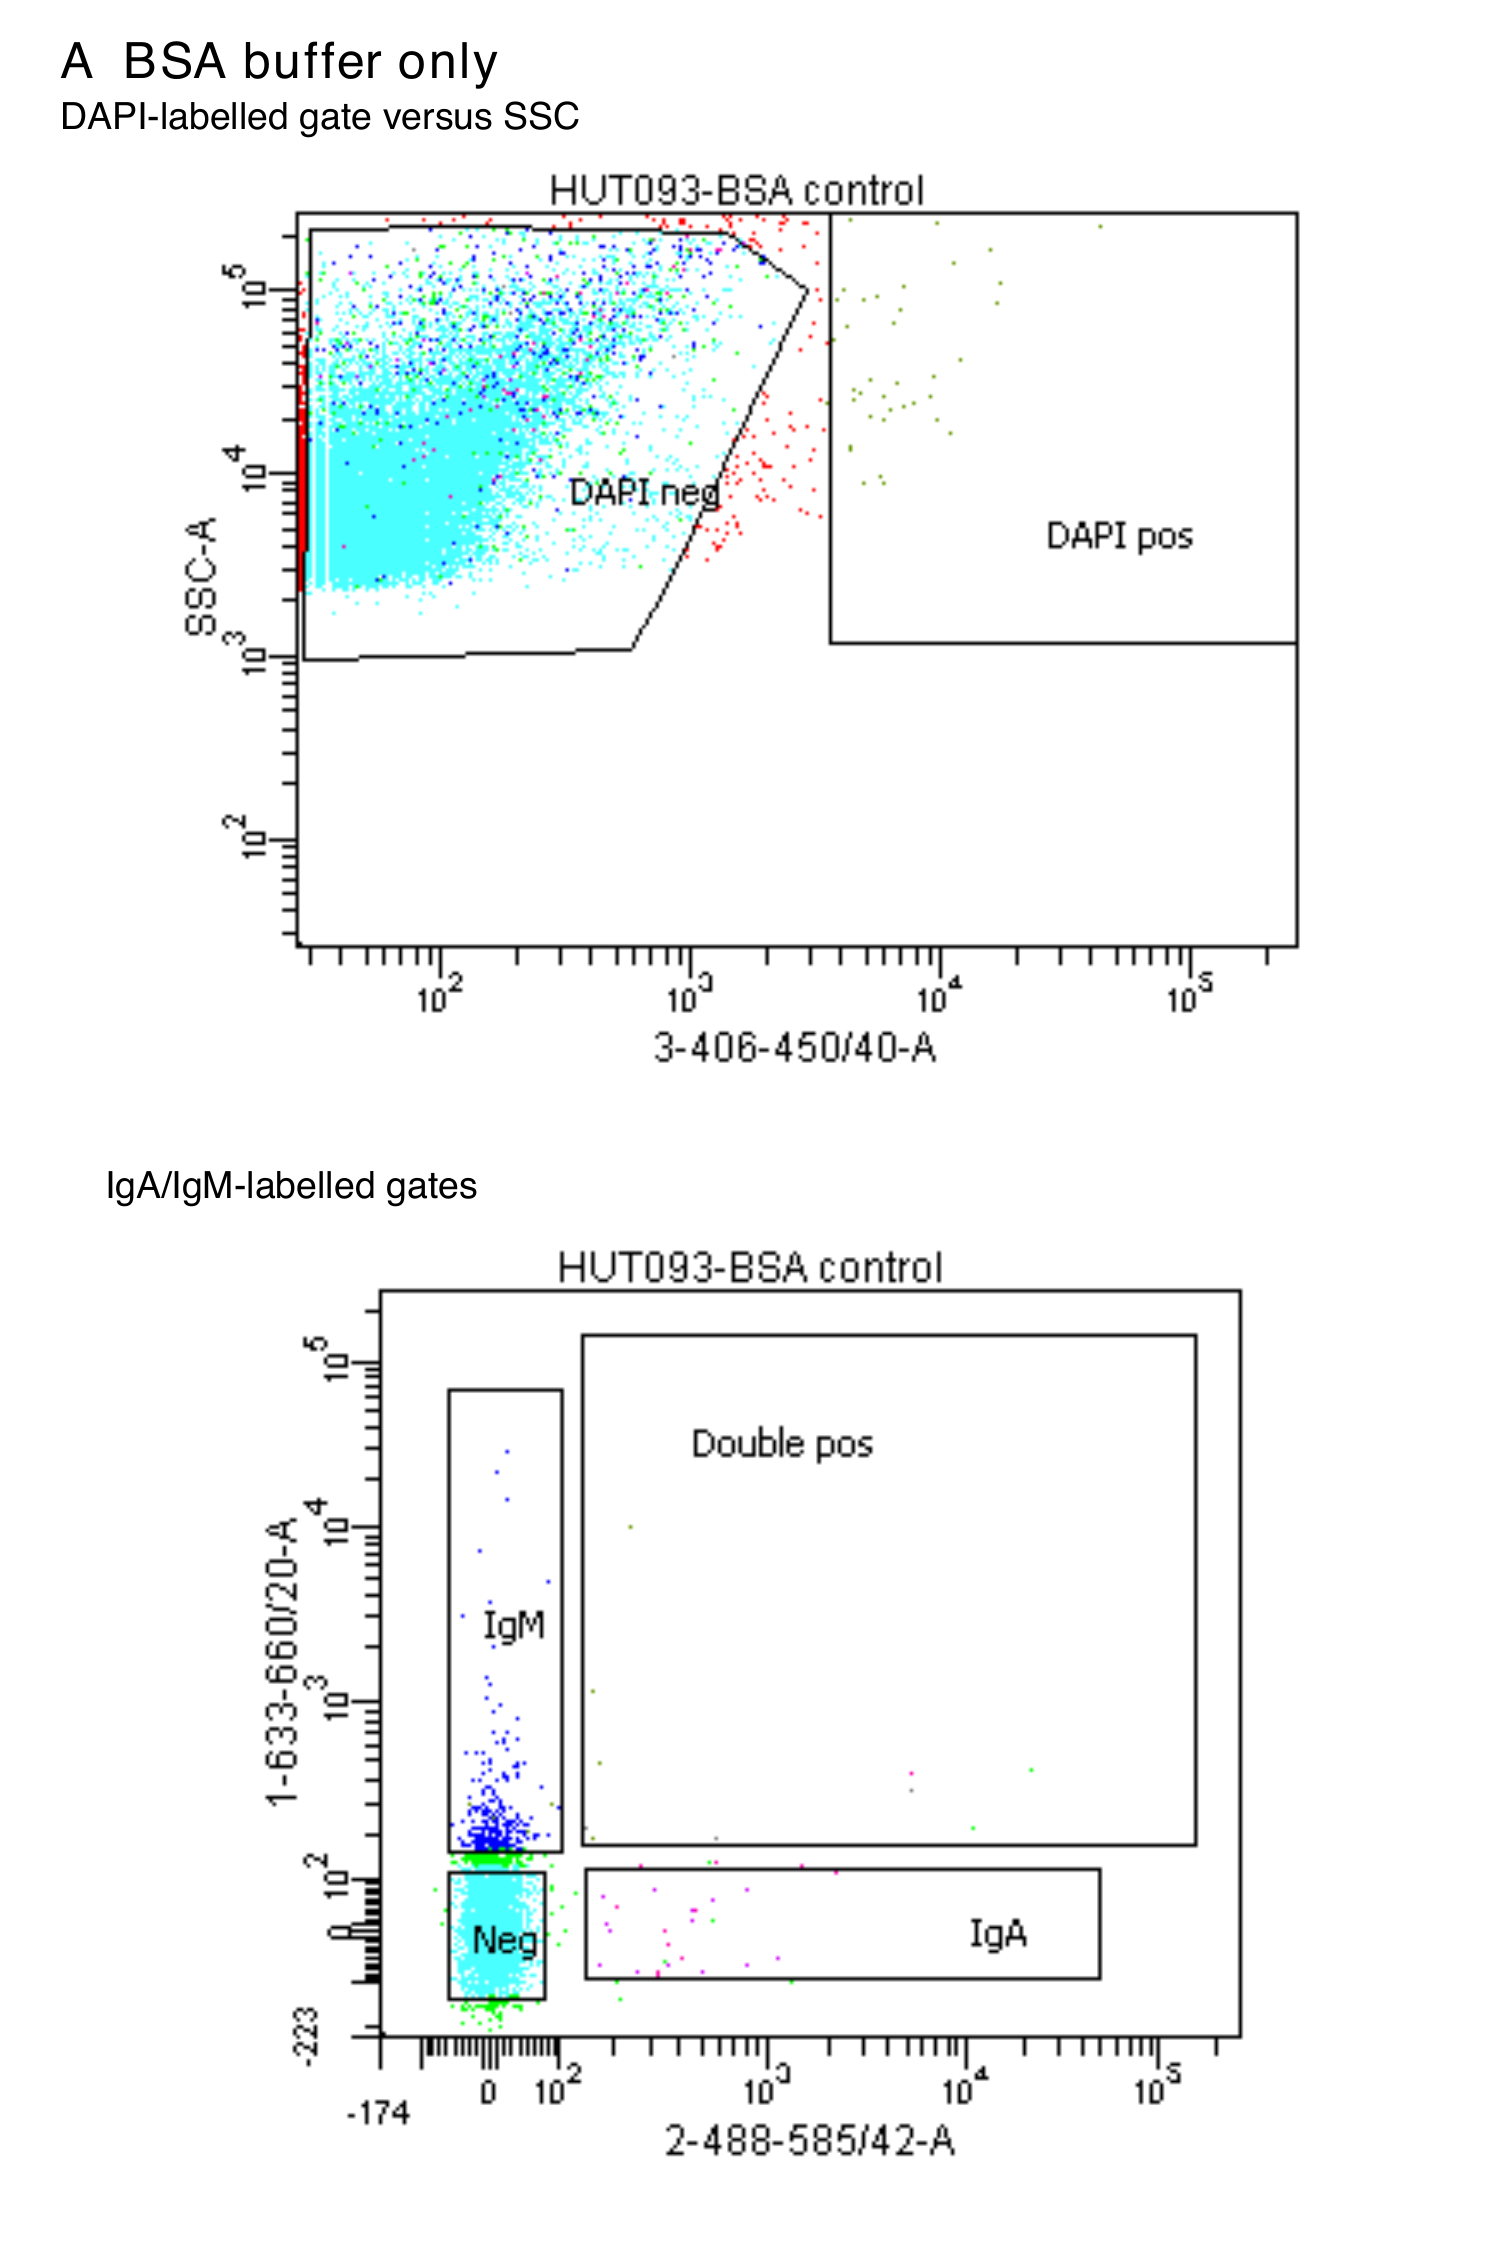 A BSA buffer only
DAPI-labelled gate versus SSC
HUT093-BSA control
10^5
10^4
10^3
10^2
SSC-A
DAPI neg
DAPI pos
10^2 10^3 10^4 10^5
3-406-450/40-A
IgA/IgM-labelled gates
HUT093-BSA control
10^5
10^4
10^3
10^2
0
-223
1-633-660/20-A
Double pos
IgM
Neg
IgA
-174 0 10^2 10^3 10^4 10^5
2-488-585/42-A